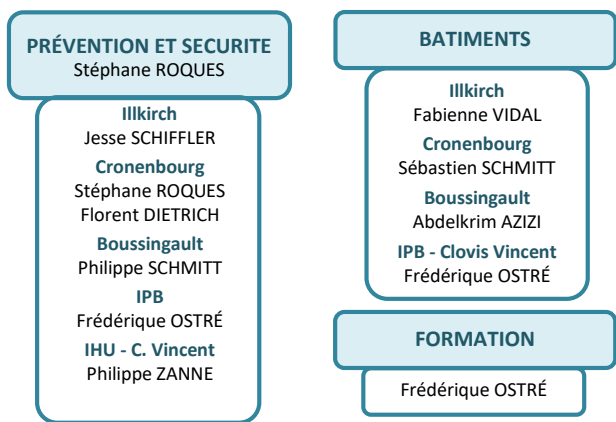 PRÉVENTION ET SECURITE
Stéphane ROQUES
Illkirch
Jesse SCHIFFLER
Cronenbourg
Stéphane ROQUES
Florent DIETRICH
Boussingault
Philippe SCHMITT
IPB
Frédérique OSTRÉ
IHU - C. Vincent
Philippe ZANNE
BATIMENTS
Illkirch
Fabienne VIDAL
Cronenbourg
Sébastien SCHMITT
Boussingault
Abdelkrim AZIZI
IPB - Clovis Vincent
Frédérique OSTRÉ
FORMATION
Frédérique OSTRÉ